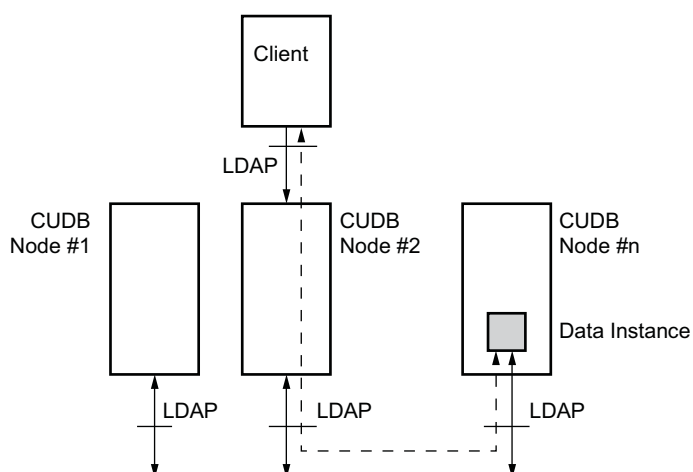 Client
LDAP
CUDB
Node #1
CUDB
Node #2
CUDB
Node #n
Data Instance
LDAP
LDAP
LDAP